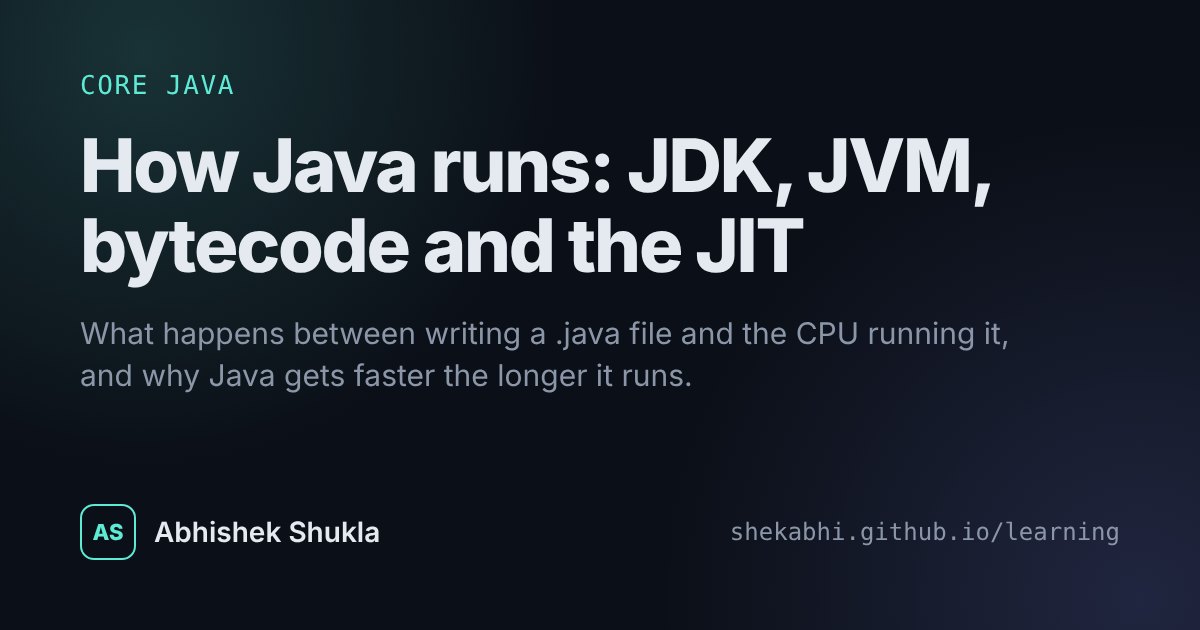 CORE JAVA
How Java runs: JDK, JVM,
bytecode and the JIT
What happens between writing a .java file and the CPU running it,
and why Java gets faster the longer it runs.
AS
Abhishek Shukla
shekabhi.github.io/learning